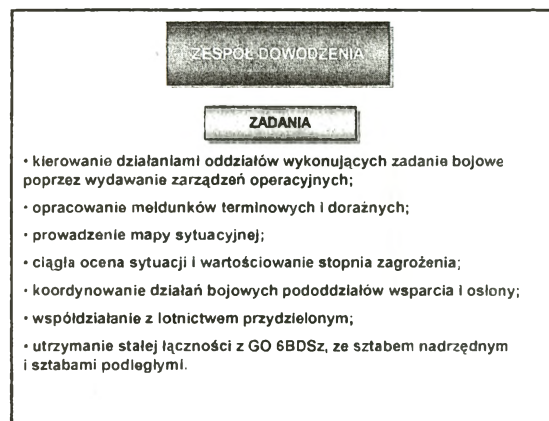 ZESPÓŁ DOWODZENIA
ZADANIA
• kierowanie działaniami oddziałów wykonujących zadanie bojowe
poprzez wydawanie zarządzeń operacyjnych;
• opracowanie meldunków terminowych i doraźnych;
• prowadzenie mapy sytuacyjnej;
• ciągła ocena sytuacji i wartościowanie stopnia zagrożenia;
• koordynowanie działań bojowych pododdziałów wsparcia i osłony;
• współdziałanie z lotnictwem przydzielonym;
• utrzymanie stałej łączności z GO 6BDSz, ze sztabem nadrzędnym
i sztabami podległymi.